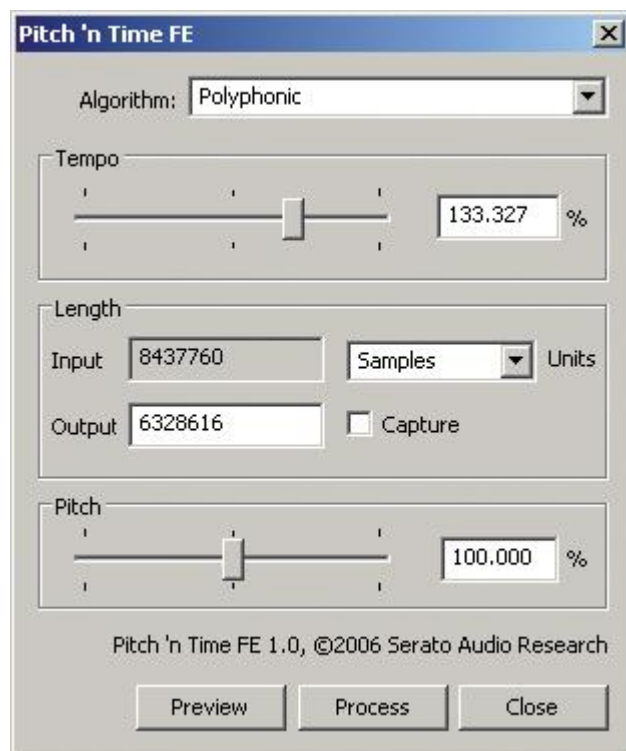 Pitch 'n Time FE
Algorithm: Polyphonic
Tempo
133.327 %
Length
Input 8437760 Samples Units
Output 6328616 Capture
Pitch
100.000 %
Pitch 'n Time FE 1.0, ©2006 Serato Audio Research
Preview Process Close